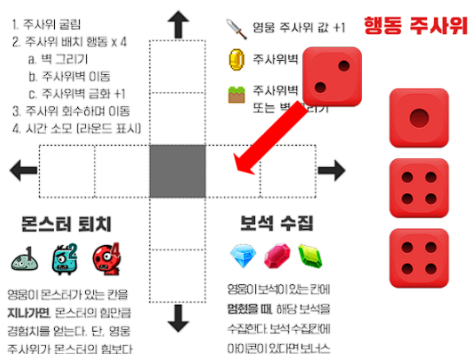 1. 주사위 굴림
2. 주사위 배치 행동 x 4
a. 벽 그리기
b. 주사위벽 이동
c. 주사위벽 금화 +1
3. 주사위 회수하며 이동
4. 시간 소모 (라운드 표시)
영웅 주사위 값 +1
주사위벽
주사위벽
또는 벽 그리기
행동 주사위
몬스터 퇴치
1 2 4
영웅이 몬스터가 있는 칸을
지나가면, 몬스터의 힘만큼
경험치를 얻는다. 단, 영웅
주사위가 몬스터의 힘보다
보석 수집
영웅이 보석이 있는 칸에
멈췄을 때, 해당 보석을
수집한다. 보석 수집칸에
아이콘이 있다면 보너스